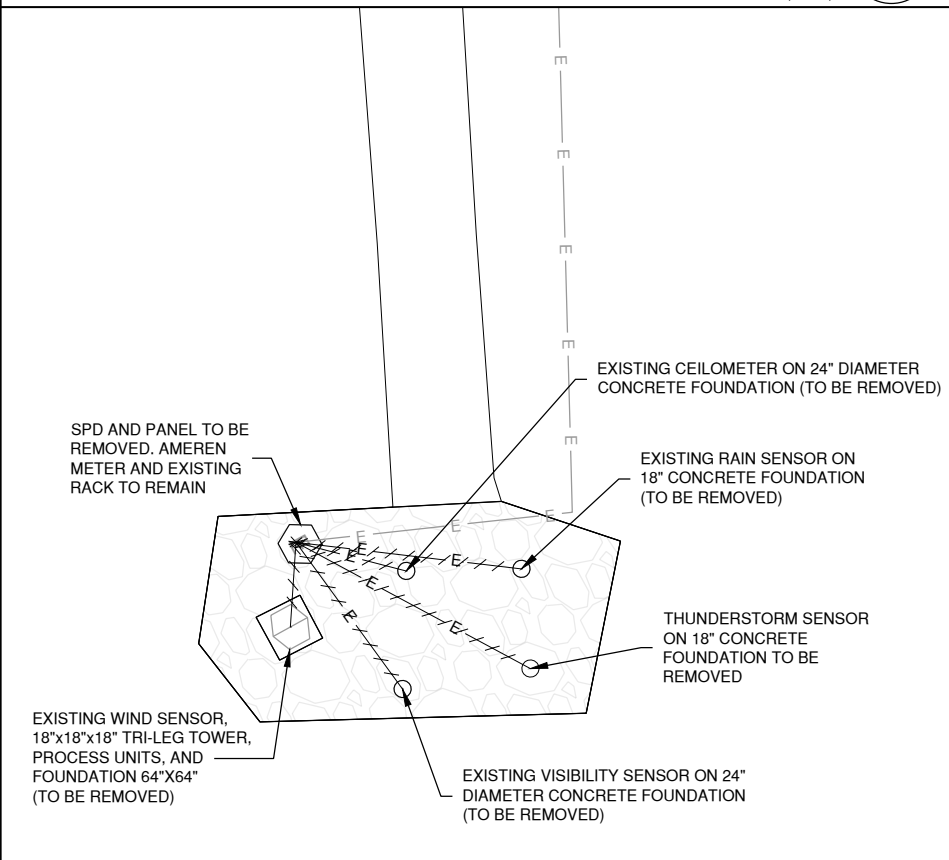 E
E
E
E
E
EXISTING CEILOMETER ON 24" DIAMETER
CONCRETE FOUNDATION (TO BE REMOVED)
SPD AND PANEL TO BE
REMOVED. AMEREN
METER AND EXISTING
RACK TO REMAIN
EXISTING RAIN SENSOR ON
18" CONCRETE FOUNDATION
(TO BE REMOVED)
E
E
E
E
E
E
E
E
E
THUNDERSTORM SENSOR
ON 18" CONCRETE
FOUNDATION TO BE
REMOVED
EXISTING WIND SENSOR,
18"x18"x18" TRI-LEG TOWER,
PROCESS UNITS, AND
FOUNDATION 64"X64"
(TO BE REMOVED)
EXISTING VISIBILITY SENSOR ON 24"
DIAMETER CONCRETE FOUNDATION
(TO BE REMOVED)